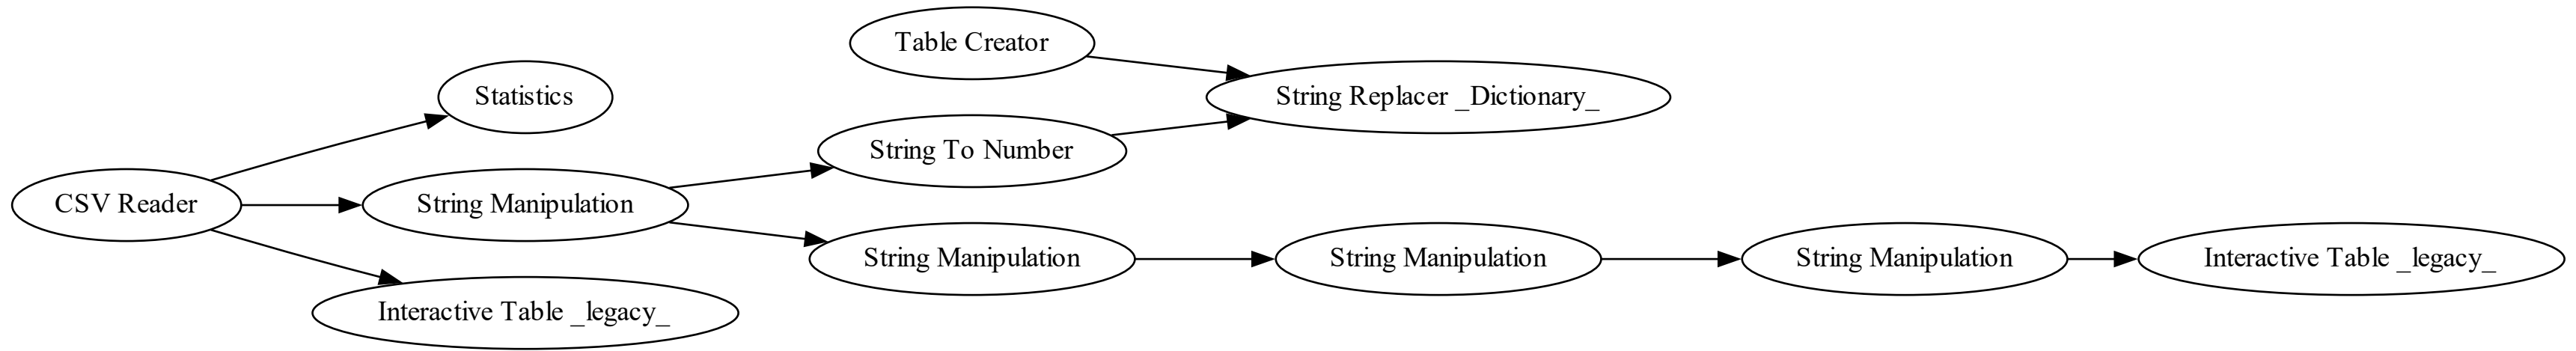 Table Creator
Statistics
String Replacer _Dictionary_
String To Number
CSV Reader
String Manipulation
String Manipulation
String Manipulation
String Manipulation
Interactive Table _legacy_
Interactive Table _legacy_